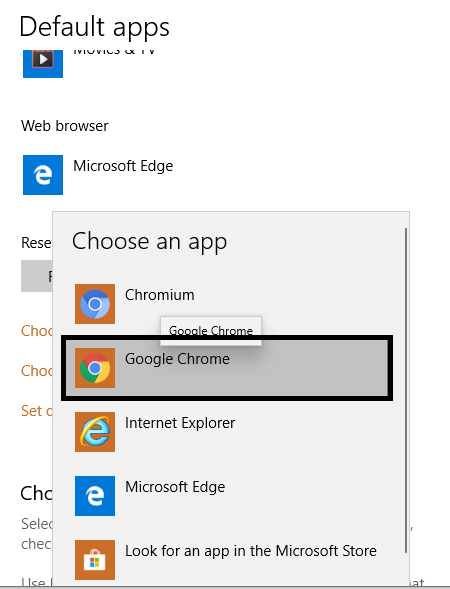 Default apps
Movies & TV
Web browser
Microsoft Edge
Rese
Choose an app
Chromium
Google Chrome
Google Chrome
Internet Explorer
Microsoft Edge
Look for an app in the Microsoft Store
Choo
Choo
Set d
Cho
Selec
chec
Use